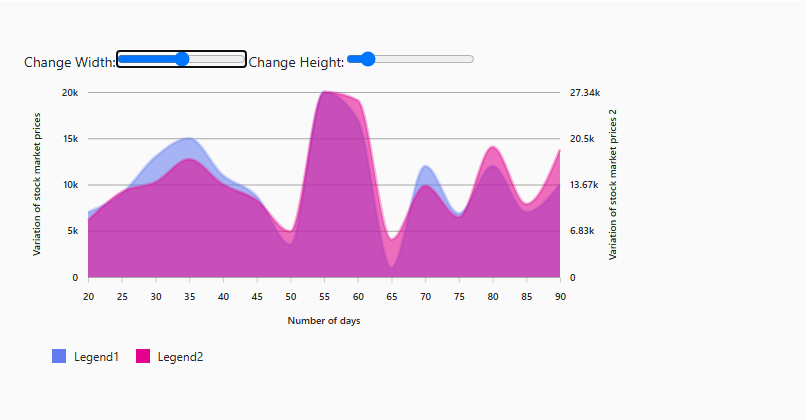 Change Width: Change Height:
20k
15k
10k
5k
0
Variation of stock market prices
27.34k
20.5k
13.67k
6.83k
0
Variation of stock market prices 2
20 25 30 35 40 45 50 55 60 65 70 75 80 85 90
Number of days
Legend1 Legend2